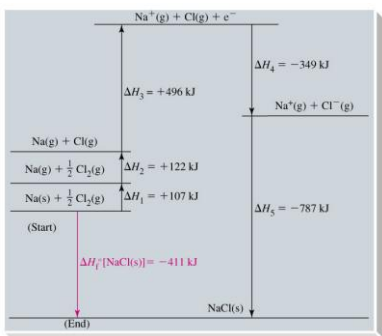 Na⁺(g) + Cl(g) + e⁻
ΔH₄ = −349 kJ
ΔH₃ = +496 kJ
Na⁺(g) + Cl⁻(g)
Na(g) + Cl(g)
ΔH₂ = +122 kJ
Na(g) + ½ Cl₂(g)
ΔH₁ = +107 kJ
Na(s) + ½ Cl₂(g)
ΔH₅ = −787 kJ
(Start)
ΔH°f[NaCl(s)] = −411 kJ
NaCl(s)
(End)